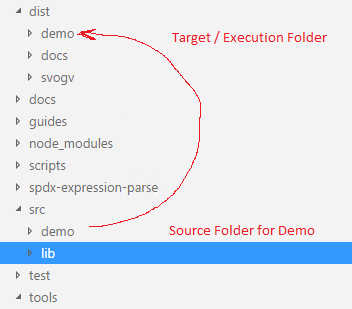 dist
demo
Target / Execution Folder
docs
svogv
docs
guides
node_modules
scripts
spdx-expression-parse
src
demo
Source Folder for Demo
lib
test
tools